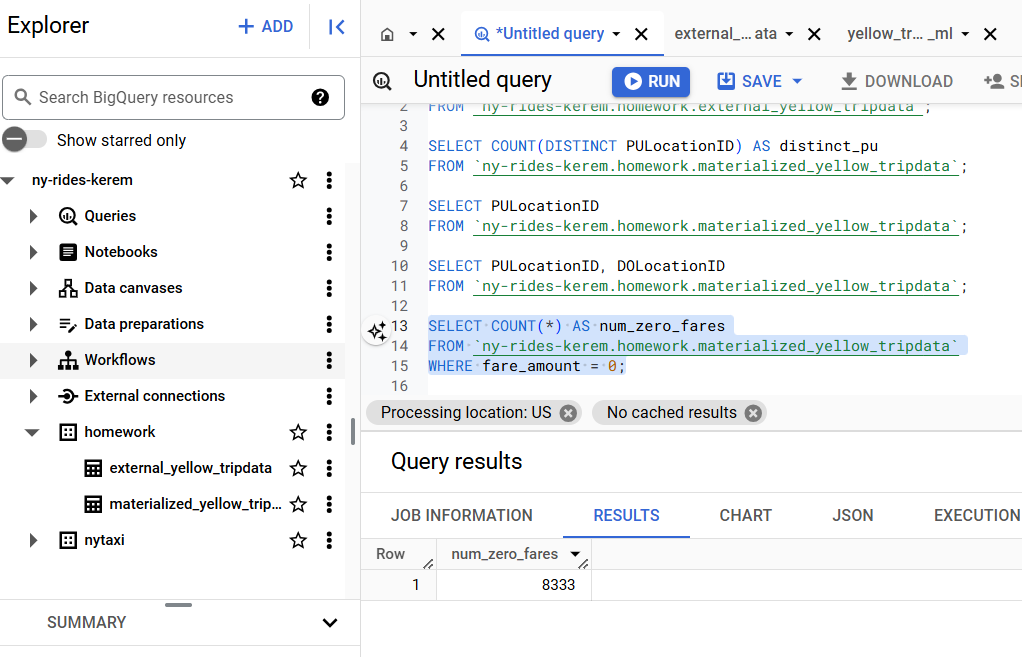 Explorer
+ ADD
Search BigQuery resources
Show starred only
ny-rides-kerem
Queries
Notebooks
Data canvases
Data preparations
Workflows
External connections
homework
external_yellow_tripdata
materialized_yellow_trip...
nytaxi
SUMMARY
*Untitled query
external_... ata
yellow_tr... _ml
Untitled query
RUN
SAVE
DOWNLOAD
2 FROM `ny-rides-kerem.homework.external_yellow_tripdata`;
3
4 SELECT COUNT(DISTINCT PULocationID) AS distinct_pu
5 FROM `ny-rides-kerem.homework.materialized_yellow_tripdata`;
6
7 SELECT PULocationID
8 FROM `ny-rides-kerem.homework.materialized_yellow_tripdata`;
9
10 SELECT PULocationID, DOLocationID
11 FROM `ny-rides-kerem.homework.materialized_yellow_tripdata`;
12
13 SELECT COUNT(*) AS num_zero_fares
14 FROM `ny-rides-kerem.homework.materialized_yellow_tripdata`
15 WHERE fare_amount = 0;
16
Processing location: US
No cached results
Query results
JOB INFORMATION RESULTS CHART JSON EXECUTION
Row num_zero_fares
1 8333